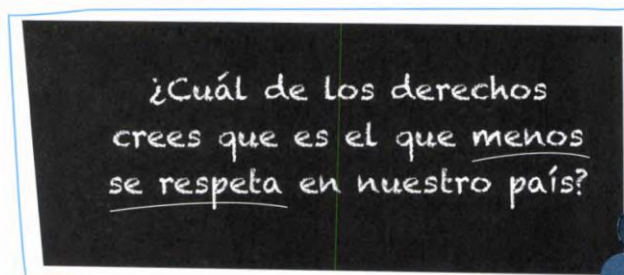 ¿Cuál de los derechos
crees que es el que menos
se respeta en nuestro país?